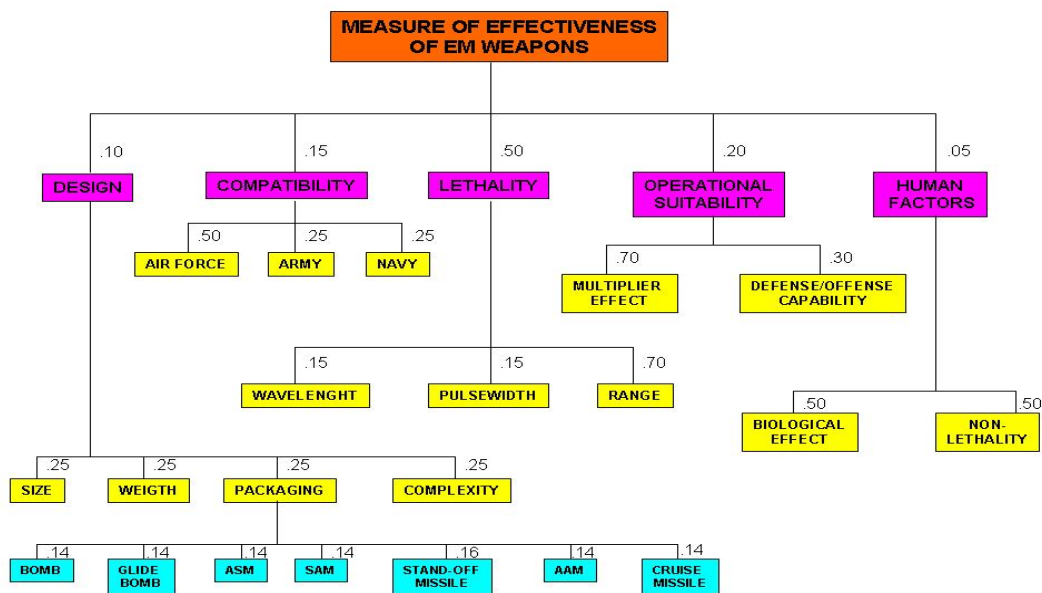 MEASURE OF EFFECTIVENESS
OF EM WEAPONS
.10
.15
.50
.20
.05
DESIGN
COMPATIBILITY
LETHALITY
OPERATIONAL
SUITABILITY
HUMAN
FACTORS
.50
.25
.25
AIR FORCE
ARMY
NAVY
.70
.30
MULTIPLIER
EFFECT
DEFENSE/OFFENSE
CAPABILITY
.15
.15
.70
WAVELENGHT
PULSEWIDTH
RANGE
.50
.50
BIOLOGICAL
EFFECT
NON-
LETHALITY
.25
.25
.25
.25
SIZE
WEIGTH
PACKAGING
COMPLEXITY
.14
.14
.14
.14
.16
.14
.14
BOMB
GLIDE
BOMB
ASM
SAM
STAND-OFF
MISSILE
AAM
CRUISE
MISSILE